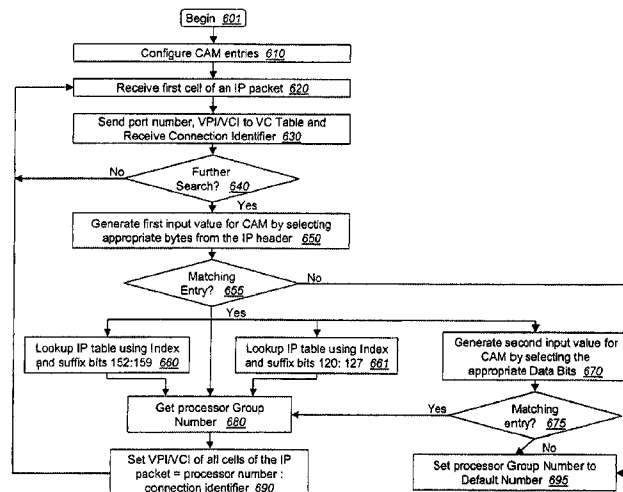 Begin 601
Configure CAM entries 610
Receive first cell of an IP packet 620
Send port number, VPI/VCI to VC Table and
Receive Connection Identifier 630
No
Further
Search? 640
Yes
Generate first input value for CAM by selecting
appropriate bytes from the IP header 650
Matching
Entry? 655
No
Yes
Lookup IP table using Index
and suffix bits 152:159 660
Lookup IP table using Index
and suffix bits 120: 127 661
Generate second input value for
CAM by selecting the
appropriate Data Bits 670
Get processor Group
Number 680
Yes
Matching
entry? 675
No
Set VPI/VCI of all cells of the IP
packet = processor number :
connection identifier 690
Set processor Group Number to
Default Number 695